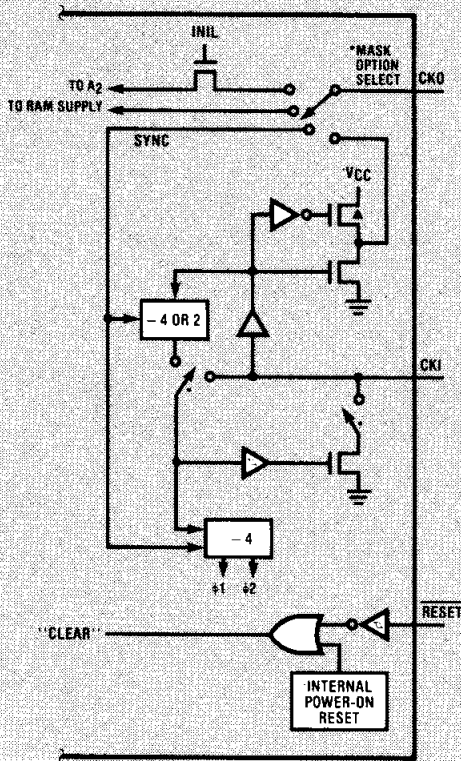 INIL
*MASK
OPTION
SELECT
CKO
TO A2
TO RAM SUPPLY
SYNC
VCC
– 4 OR 2
CKI
– 4
ϕ1 ϕ2
RESET
"CLEAR"
INTERNAL
POWER-ON
RESET